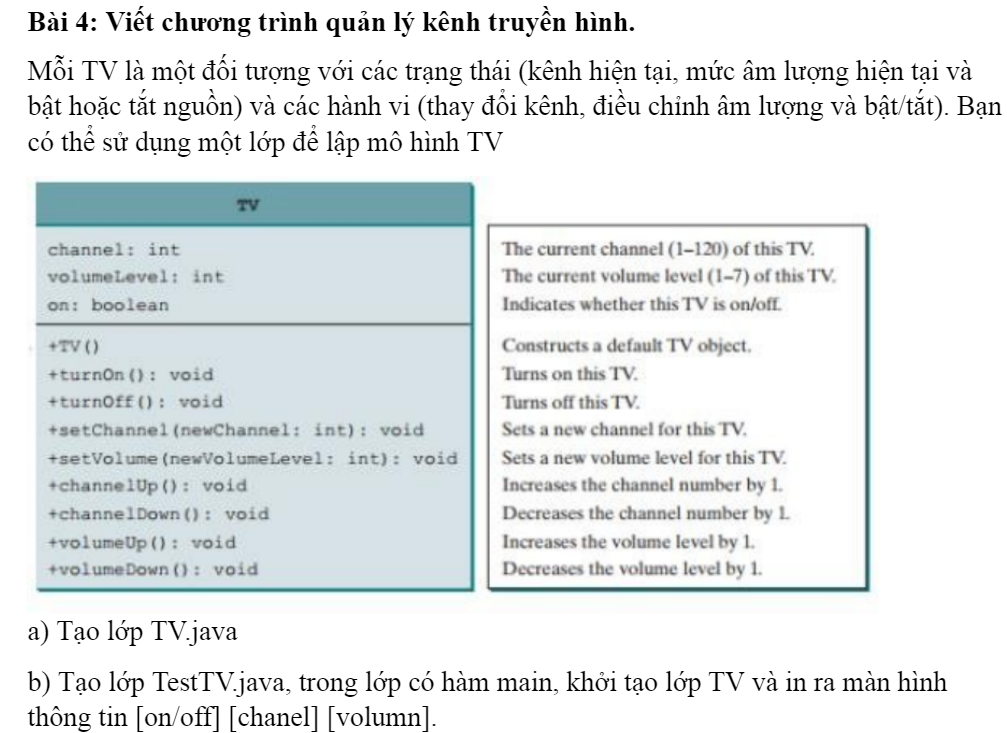 Bài 4: Viết chương trình quản lý kênh truyền hình.
Mỗi TV là một đối tượng với các trạng thái (kênh hiện tại, mức âm lượng hiện tại và
bật hoặc tắt nguồn) và các hành vi (thay đổi kênh, điều chỉnh âm lượng và bật/tắt). Bạn
có thể sử dụng một lớp để lập mô hình TV
TV
channel: int
volumeLevel: int
on: boolean
+TV()
+turnOn(): void
+turnOff(): void
+setChannel(newChannel: int): void
+setVolume(newVolumeLevel: int): void
+channelUp(): void
+channelDown(): void
+volumeUp(): void
+volumeDown(): void
The current channel (1–120) of this TV.
The current volume level (1–7) of this TV.
Indicates whether this TV is on/off.
Constructs a default TV object.
Turns on this TV.
Turns off this TV.
Sets a new channel for this TV.
Sets a new volume level for this TV.
Increases the channel number by 1.
Decreases the channel number by 1.
Increases the volume level by 1.
Decreases the volume level by 1.
a) Tạo lớp TV.java
b) Tạo lớp TestTV.java, trong lớp có hàm main, khởi tạo lớp TV và in ra màn hình
thông tin [on/off] [chanel] [volumn].